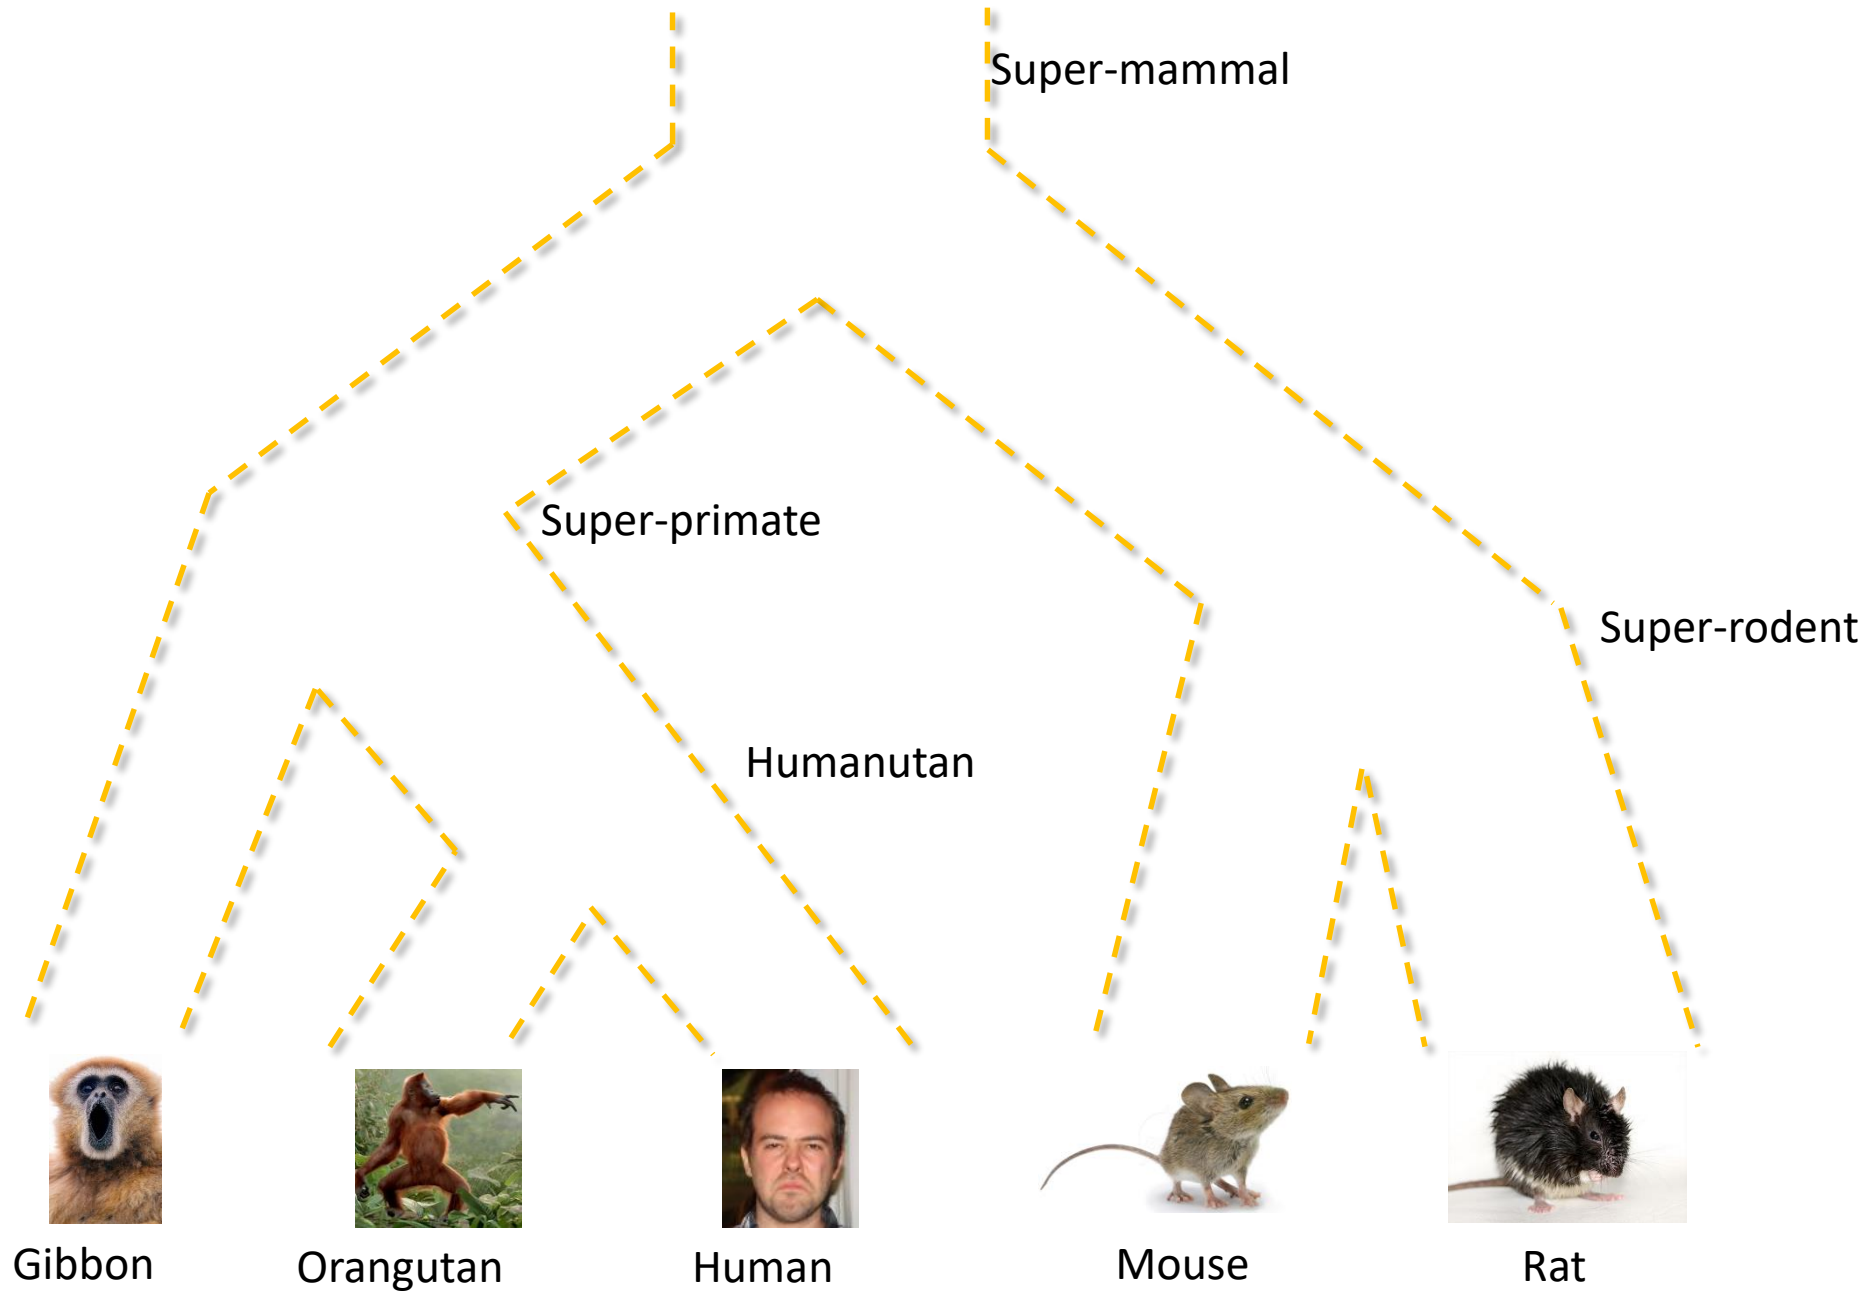 Super-mammal
Super-primate
Super-rodent
Humanutan
Gibbon
Orangutan
Human
Mouse
Rat